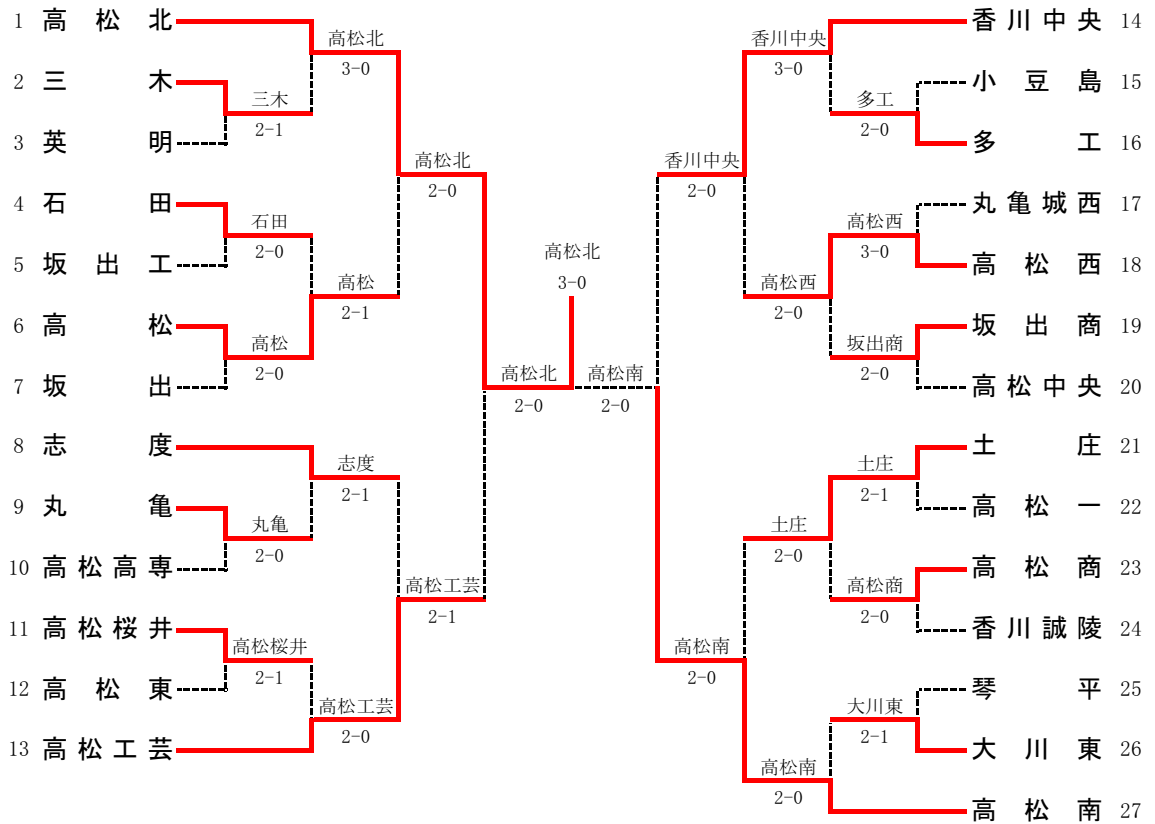 1 高松北
2 三木
3 英明
4 石田
5 坂出工
6 高松
7 坂出
8 志度
9 丸亀
10 高松高専
11 高松桜井
12 高松東
13 高松工芸
高松北
3-0
三木
2-1
石田
2-0
高松
2-1
高松
2-0
志度
2-1
丸亀
2-0
高松桜井
2-1
高松工芸
2-0
高松北
2-0
高松工芸
2-1
高松北
2-0
高松北
3-0
高松南
2-0
香川中央
2-0
高松南
2-0
香川中央
3-0
多工
2-0
高松西
3-0
高松西
2-0
坂出商
2-0
土庄
2-1
土庄
2-0
高松商
2-0
大川東
2-1
高松南
2-0
香川中央 14
小豆島 15
多工 16
丸亀城西 17
高松西 18
坂出商 19
高松中央 20
土庄 21
高松一 22
高松商 23
香川誠陵 24
琴平 25
大川東 26
高松南 27